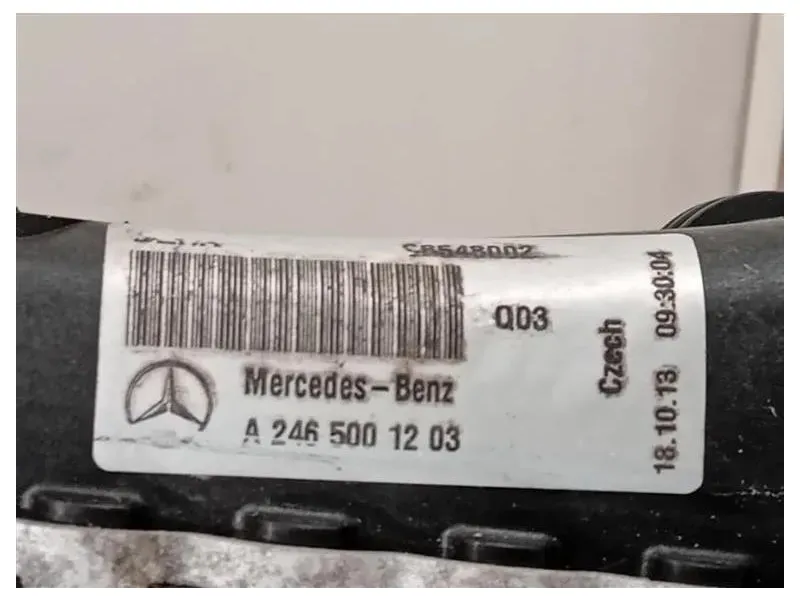 C8548002
Q03
Mercedes-Benz
A 246 500 12 03
Czech
18.10.13 09:30:04